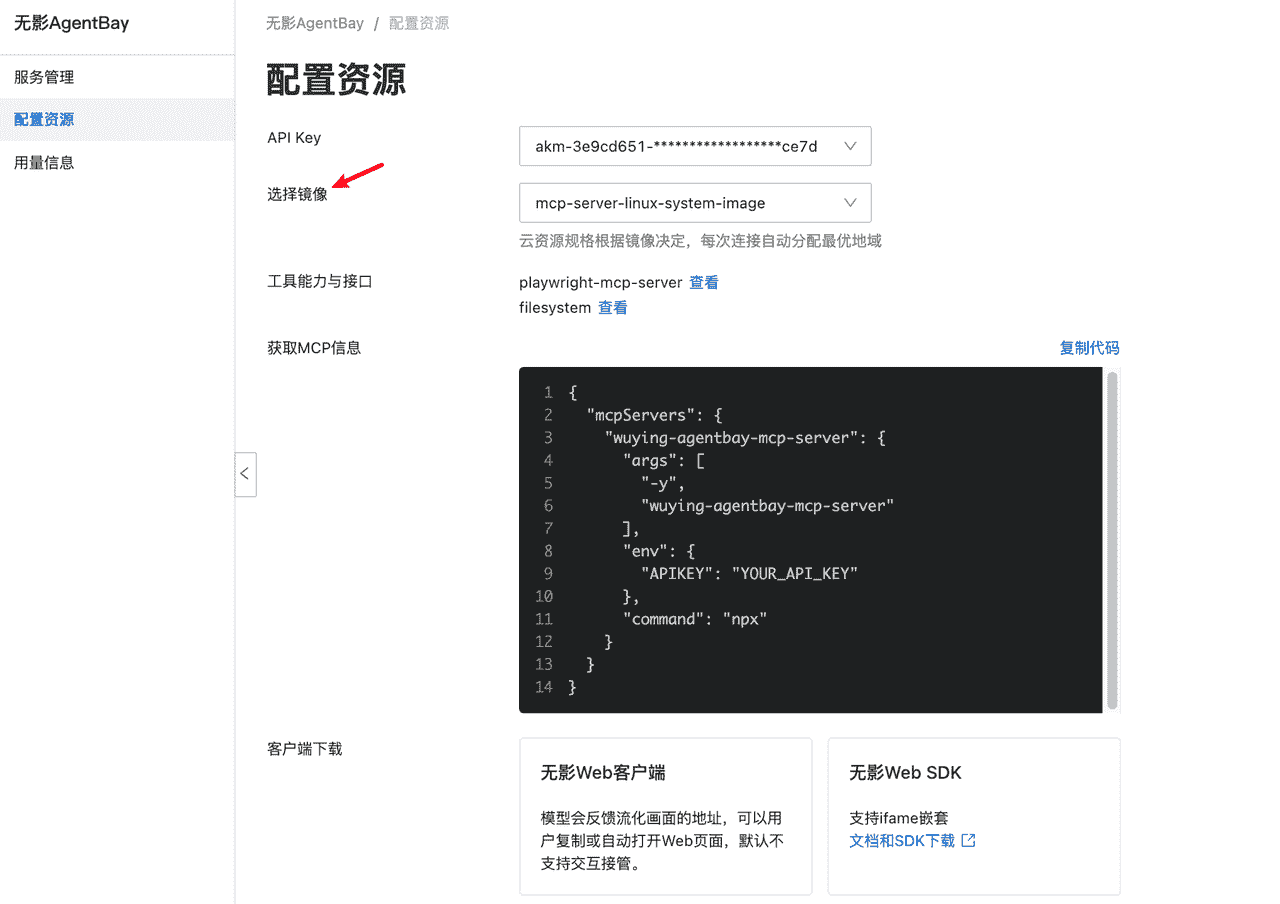 无影AgentBay
服务管理
配置资源
用量信息
无影AgentBay / 配置资源
配置资源
API Key
akm-3e9cd651-******************ce7d
选择镜像
mcp-server-linux-system-image
云资源规格根据镜像决定，每次连接自动分配最优地域
工具能力与接口
playwright-mcp-server 查看
filesystem 查看
获取MCP信息
复制代码
1 {
2 "mcpServers": {
3 "wuying-agentbay-mcp-server": {
4 "args": [
5 "-y",
6 "wuying-agentbay-mcp-server"
7 ],
8 "env": {
9 "APIKEY": "YOUR_API_KEY"
10 },
11 "command": "npx"
12 }
13 }
14 }
客户端下载
无影Web客户端
模型会反馈流化画面的地址，可以用
户复制或自动打开Web页面，默认不
支持交互接管。
无影Web SDK
支持ifame嵌套
文档和SDK下载